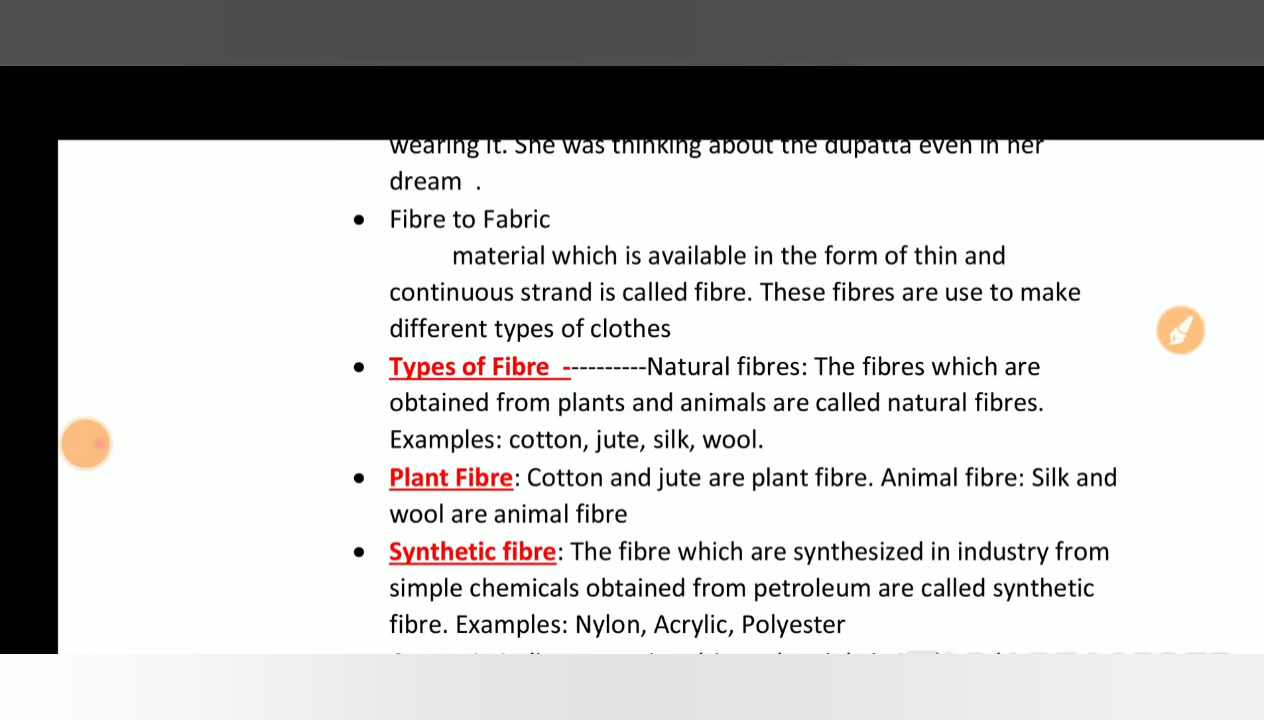 wearing it. She was thinking about the dupatta even in her
dream .
• Fibre to Fabric
material which is available in the form of thin and
continuous strand is called fibre. These fibres are use to make
different types of clothes
• Types of Fibre ----------Natural fibres: The fibres which are
obtained from plants and animals are called natural fibres.
Examples: cotton, jute, silk, wool.
• Plant Fibre: Cotton and jute are plant fibre. Animal fibre: Silk and
wool are animal fibre
• Synthetic fibre: The fibre which are synthesized in industry from
simple chemicals obtained from petroleum are called synthetic
fibre. Examples: Nylon, Acrylic, Polyester